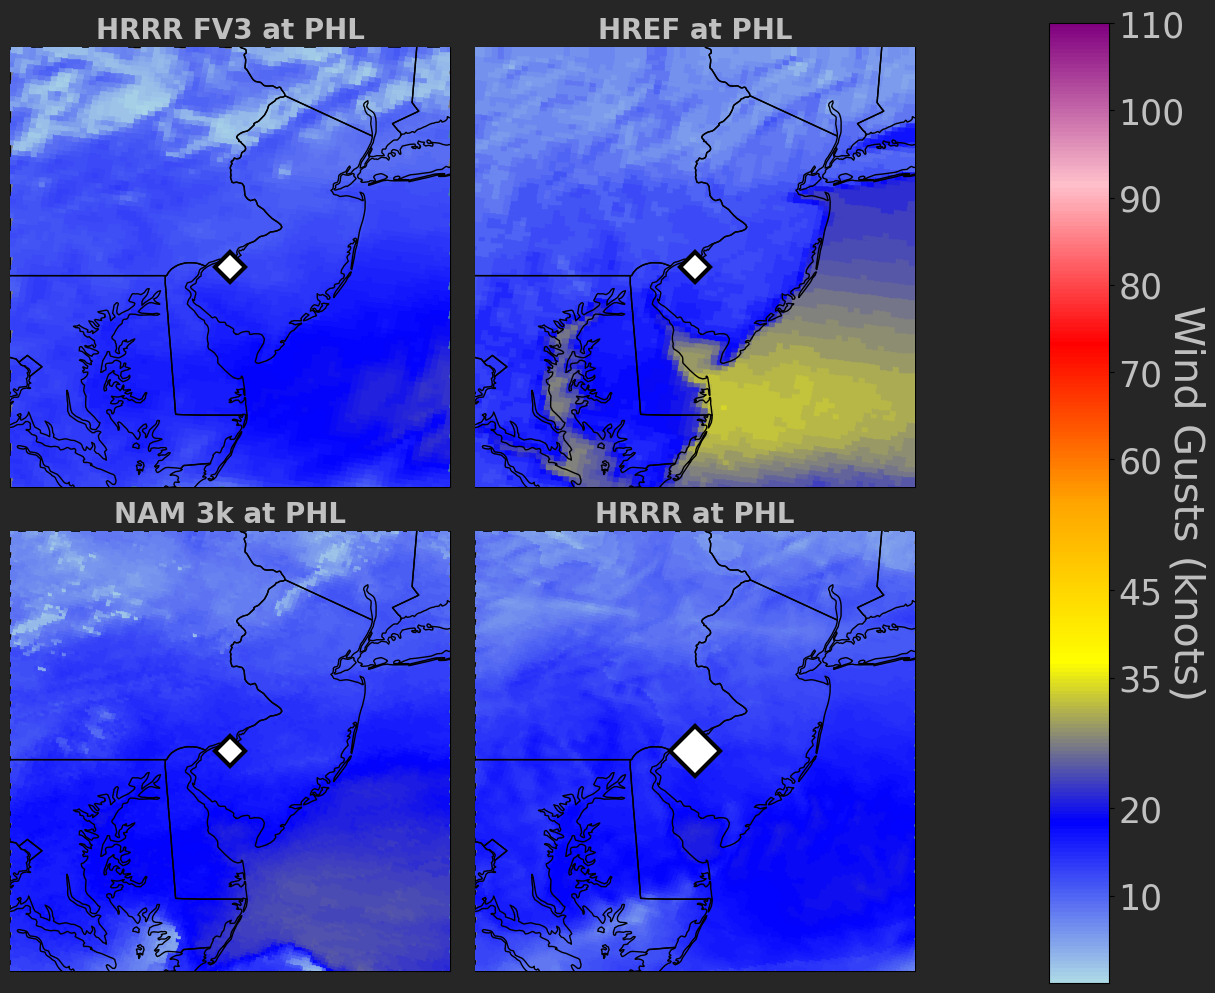 HRRR FV3 at PHL
HREF at PHL
NAM 3k at PHL
HRRR at PHL
110
100
90
80
70
60
45
35
20
10
Wind Gusts (knots)